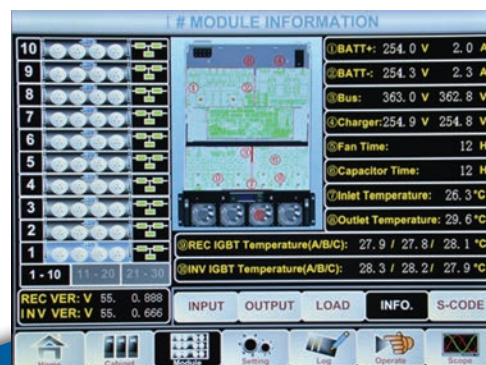 # MODULE INFORMATION
10
9
8
7
6
5
4
3
2
1
1 - 10 11 - 20 21 - 30
①BATT+: 254.0 V 2.0 A
②BATT-: 254.3 V 2.3 A
③Bus: 363.0 V 362.8 V
④Charger: 254.9 V 254.8 V
⑤Fan Time: 12 H
⑥Capacitor Time: 12 H
⑦Inlet Temperature: 26.3 °C
⑧Outlet Temperature: 29.6 °C
⑨REC IGBT Temperature(A/B/C): 27.9 / 27.8/ 28.1 °C
⑩INV IGBT Temperature(A/B/C): 28.3 / 28.2/ 27.9 °C
REC VER: V 55. 0.888
INV VER: V 55. 0.666
INPUT OUTPUT LOAD INFO. S-CODE
Home Cabinet Module Setting Log Operate Scope